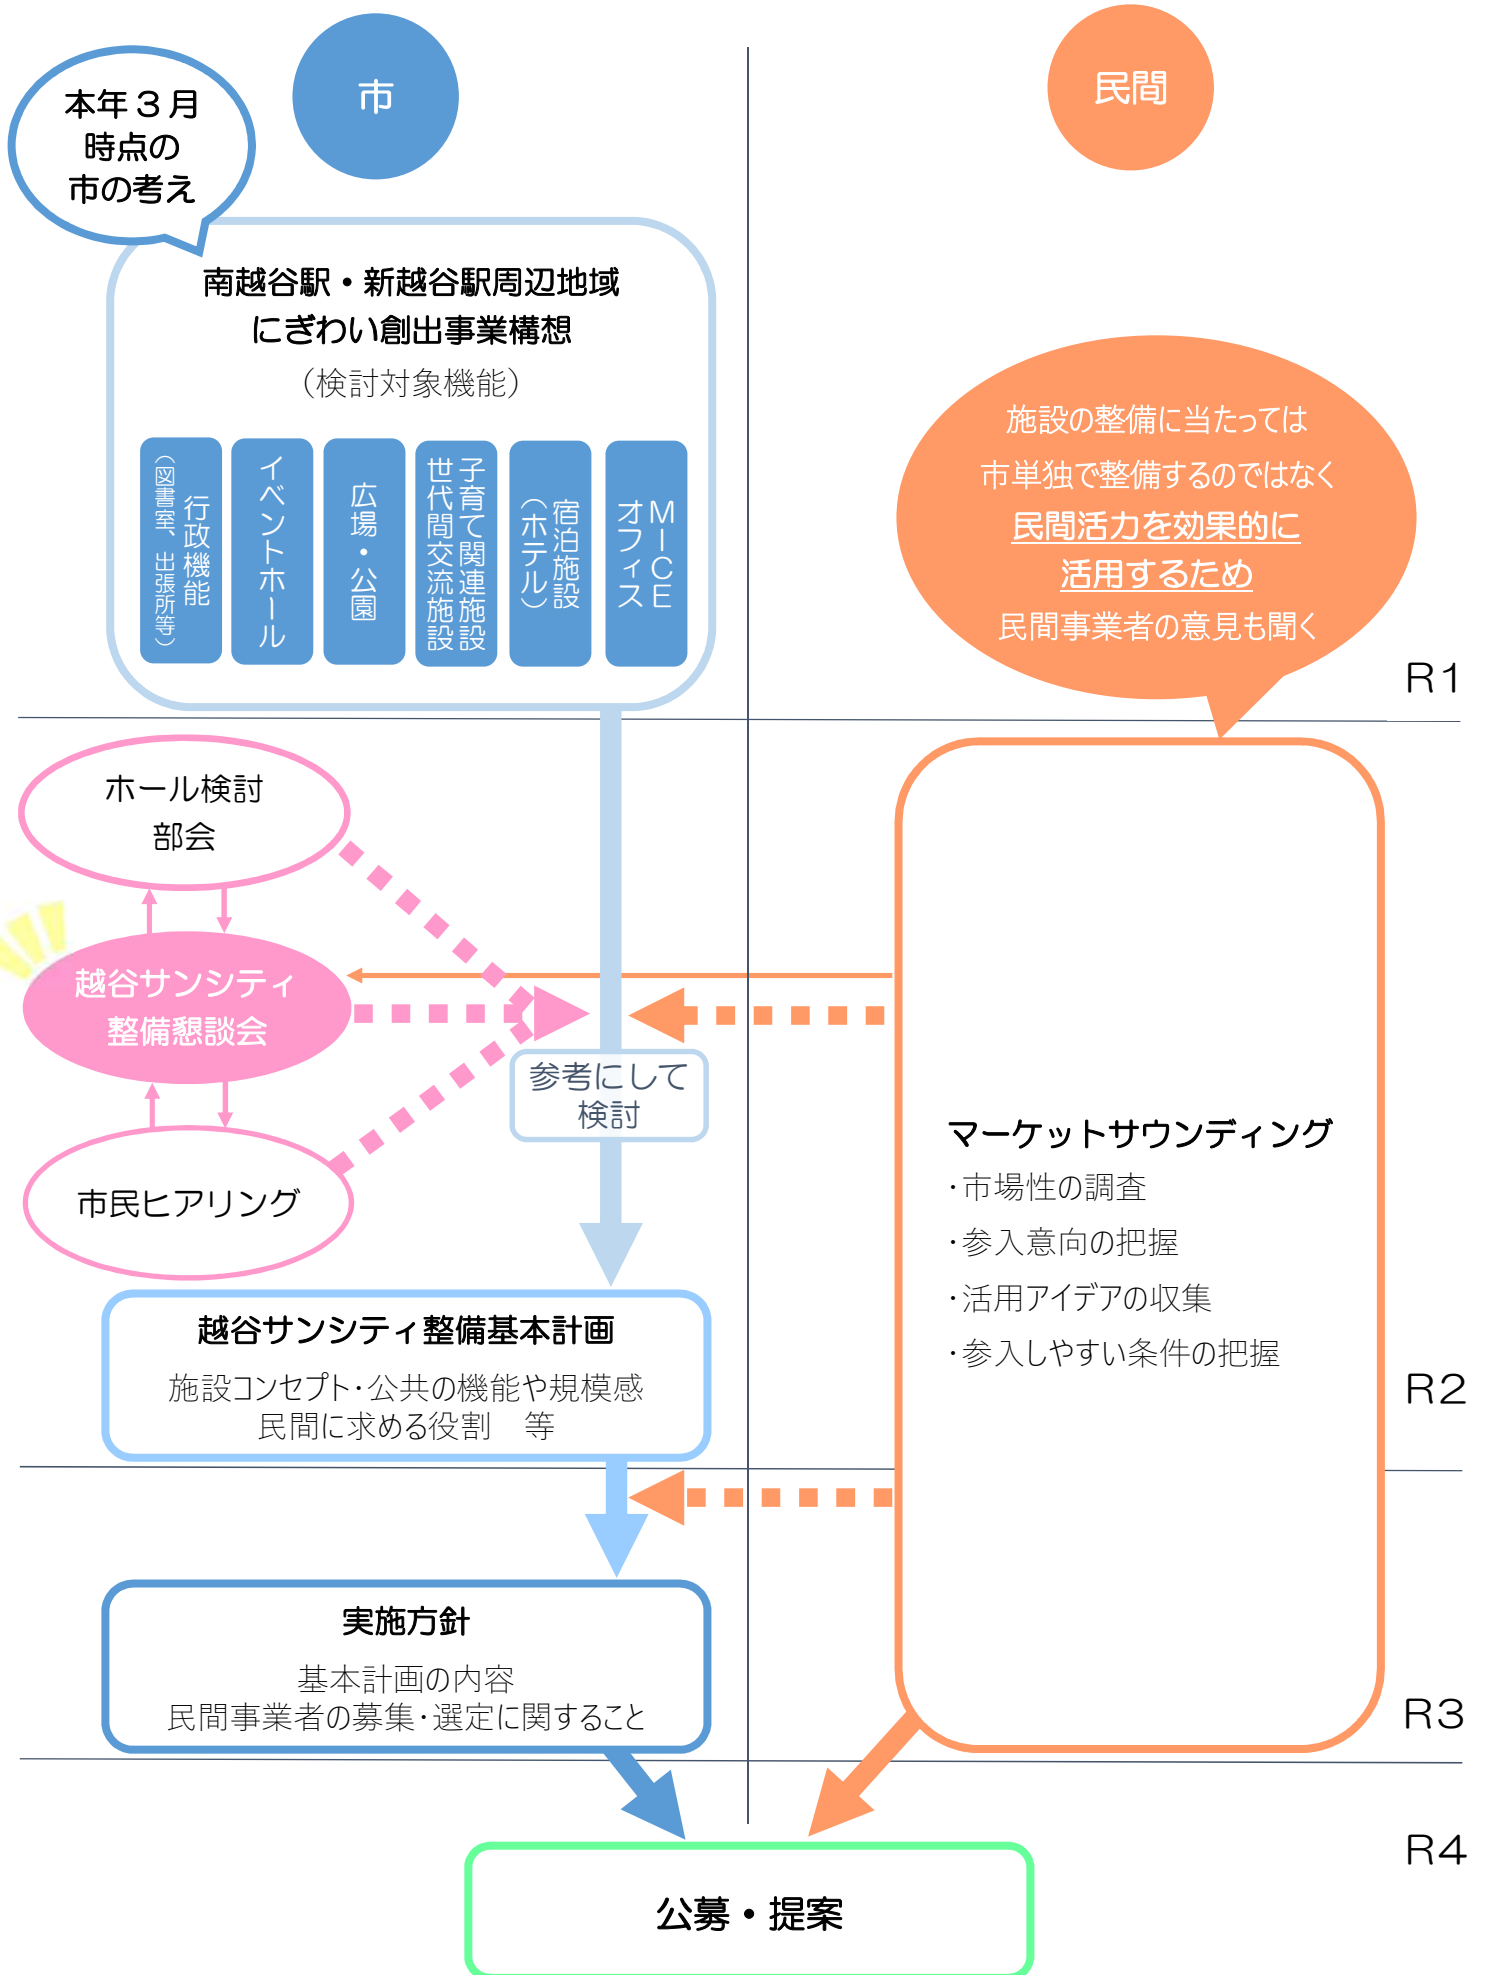 市
民間
本年３月
時点の
市の考え
南越谷駅・新越谷駅周辺地域
にぎわい創出事業構想
（検討対象機能）
行政機能
（図書室、出張所等）
イベントホール
広場・公園
子育て関連施設
世代間交流施設
宿泊施設
（ホテル）
ＭＩＣＥ
オフィス
施設の整備に当たっては
市単独で整備するのではなく
民間活力を効果的に
活用するため
民間事業者の意見も聞く
Ｒ１
ホール検討
部会
越谷サンシティ
整備懇談会
市民ヒアリング
参考にして
検討
マーケットサウンディング
・市場性の調査
・参入意向の把握
・活用アイデアの収集
・参入しやすい条件の把握
越谷サンシティ整備基本計画
施設コンセプト・公共の機能や規模感
民間に求める役割　等
Ｒ２
実施方針
基本計画の内容
民間事業者の募集・選定に関すること
Ｒ３
Ｒ４
公募・提案